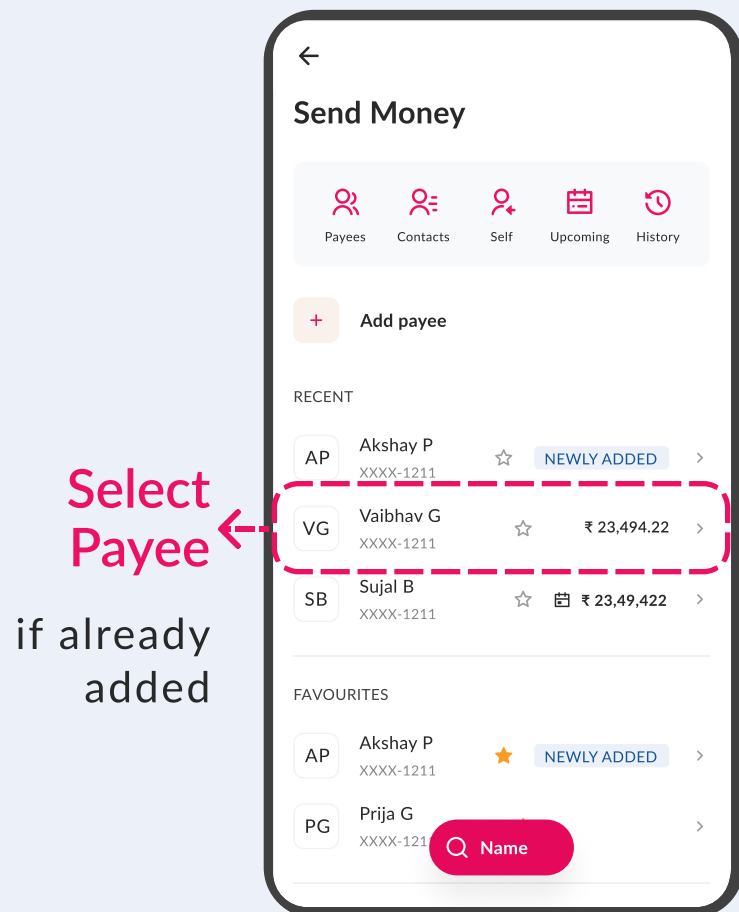 Send Money
Payees Contacts Self Upcoming History
+ Add payee
RECENT
AP Akshay P NEWLY ADDED
XXXX-1211
Select
Payee
if already
added
VG Vaibhav G ₹ 23,494.22
XXXX-1211
SB Sujal B ₹ 23,49,422
XXXX-1211
FAVOURITES
AP Akshay P NEWLY ADDED
XXXX-1211
PG Prija G
XXXX-121
Name